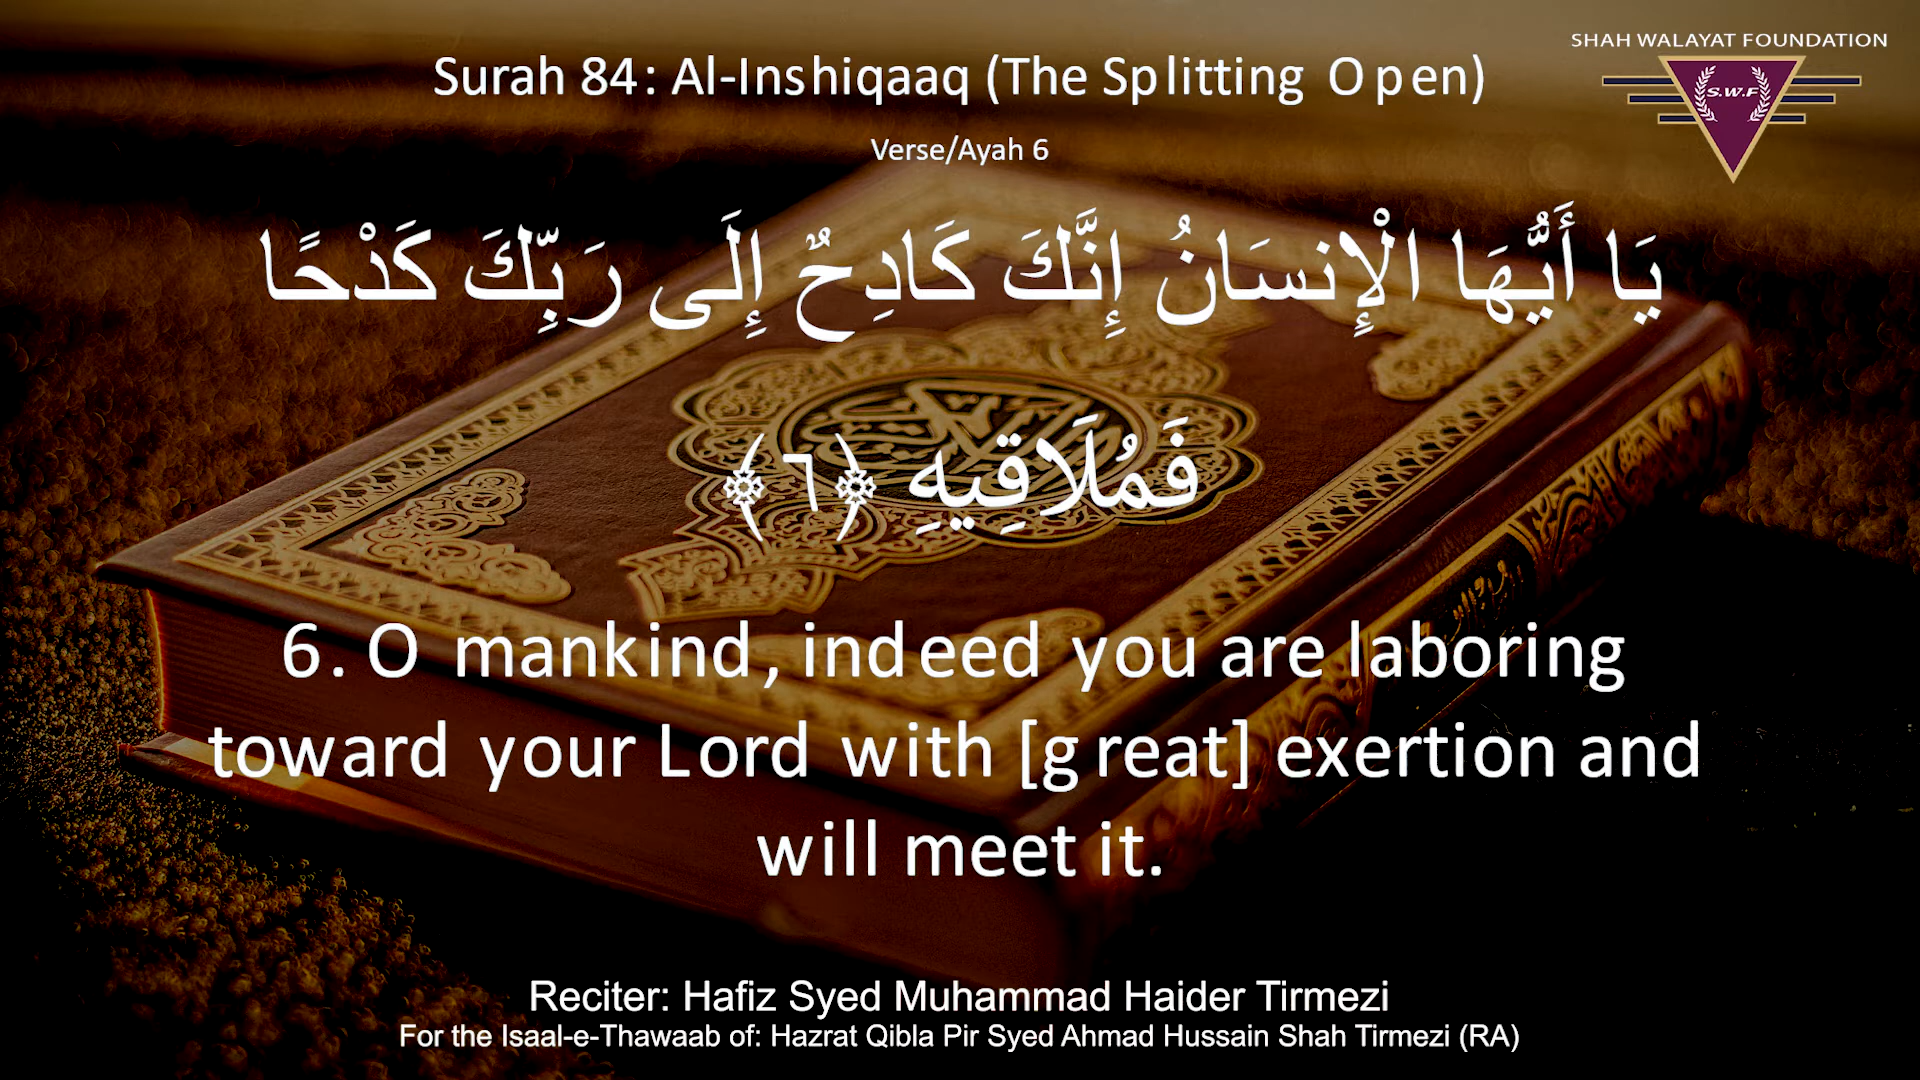 SHAH WALAYAT FOUNDATION
S.W.F
Surah 84: Al-Inshiqaaq (The Splitting Open)
Verse/Ayah 6
يَا أَيُّهَا الْإِنسَانُ إِنَّكَ كَادِحٌ إِلَى رَبِّكَ كَدْحًا
فَمُلَاقِيهِ ﴿٦﴾
6. O mankind, indeed you are laboring
toward your Lord with [great] exertion and
will meet it.
Reciter: Hafiz Syed Muhammad Haider Tirmezi
For the Isaal-e-Thawaab of: Hazrat Qibla Pir Syed Ahmad Hussain Shah Tirmezi (RA)